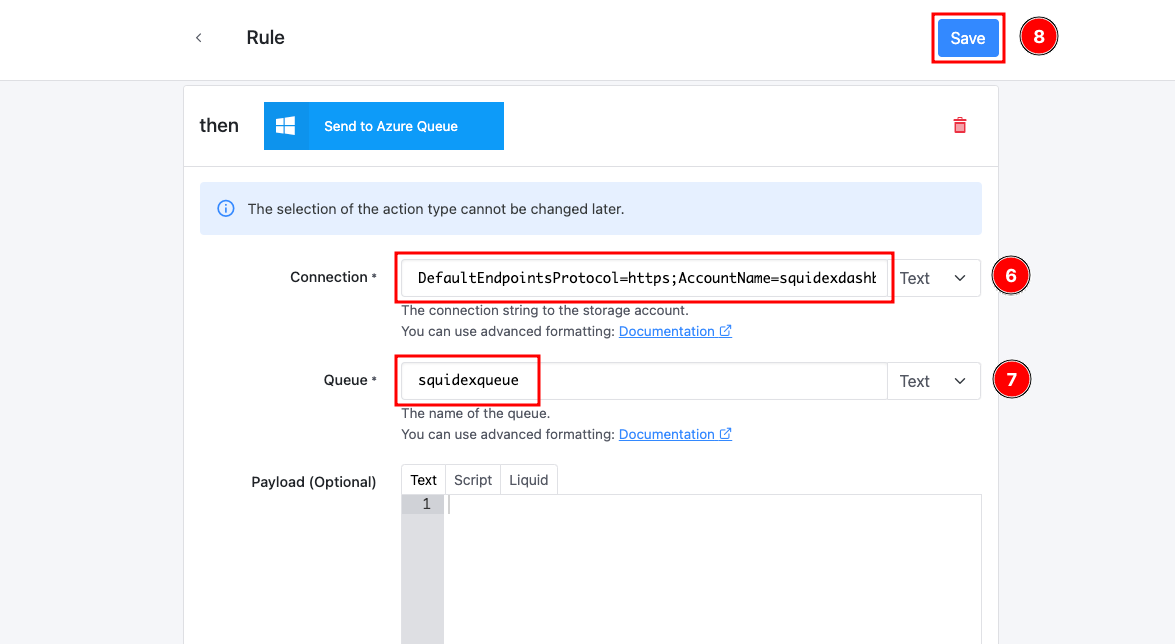 Rule
Save
8
then
Send to Azure Queue
The selection of the action type cannot be changed later.
Connection *
DefaultEndpointsProtocol=https;AccountName=squidexdashb
Text
6
The connection string to the storage account.
You can use advanced formatting: Documentation
Queue *
squidexqueue
Text
7
The name of the queue.
You can use advanced formatting: Documentation
Payload (Optional)
Text Script Liquid
1